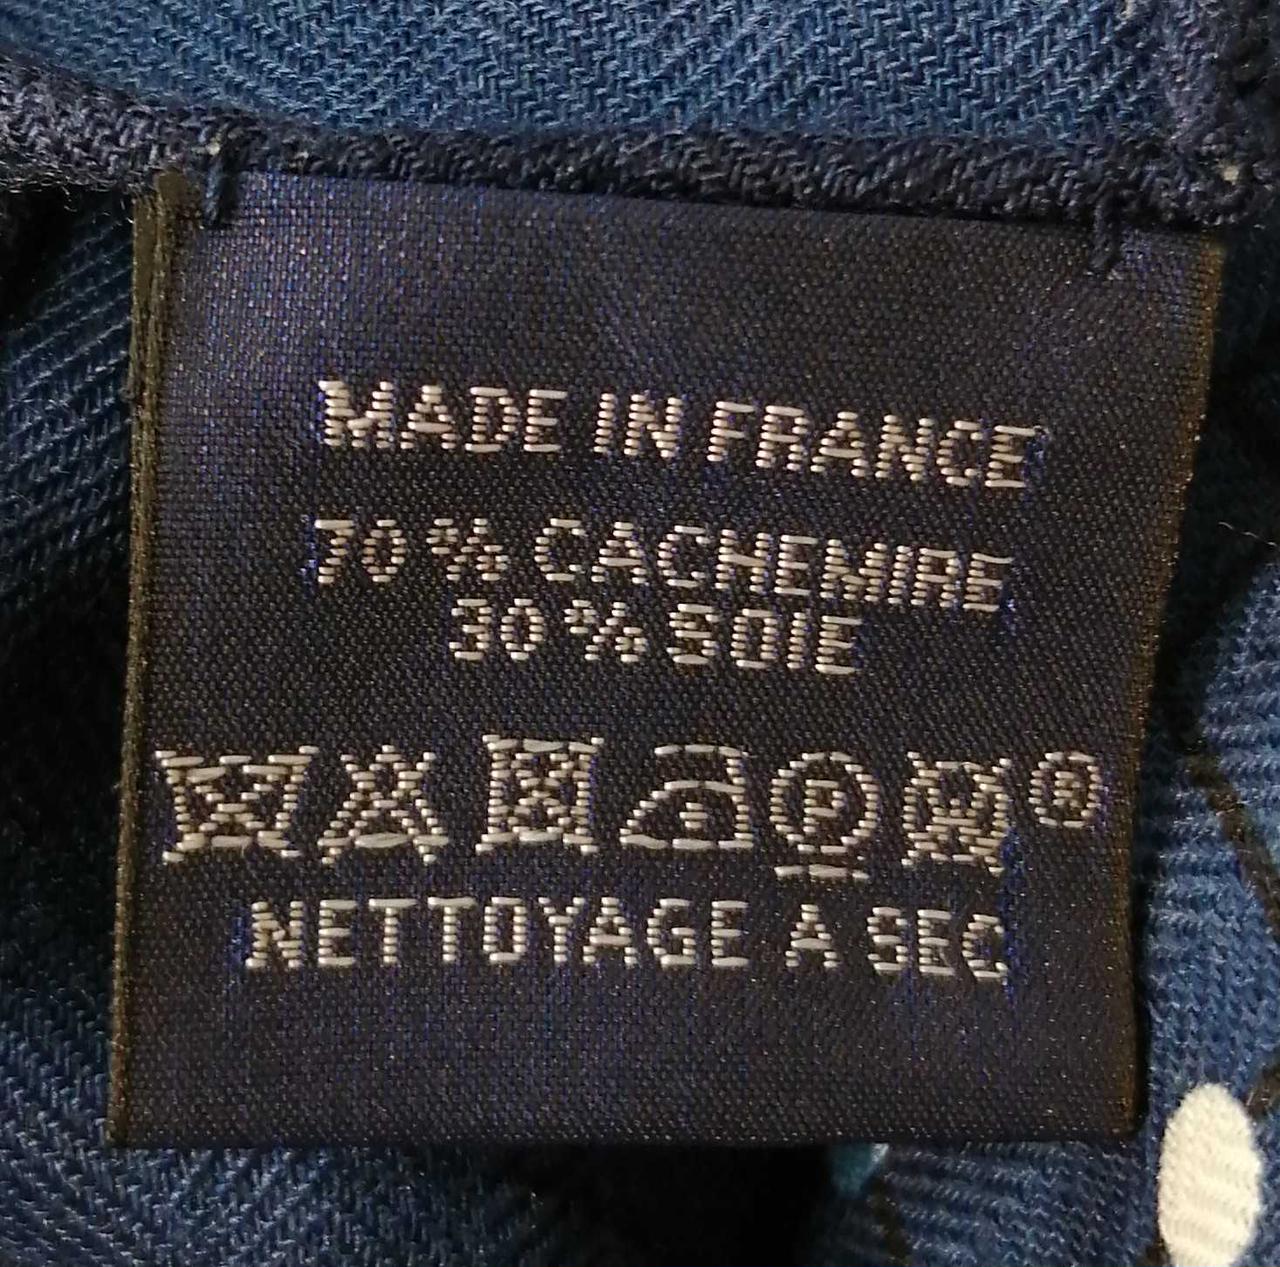 MADE IN FRANCE
70% CACHEMIRE
30% SOIE
P ®
NETTOYAGE A SEC